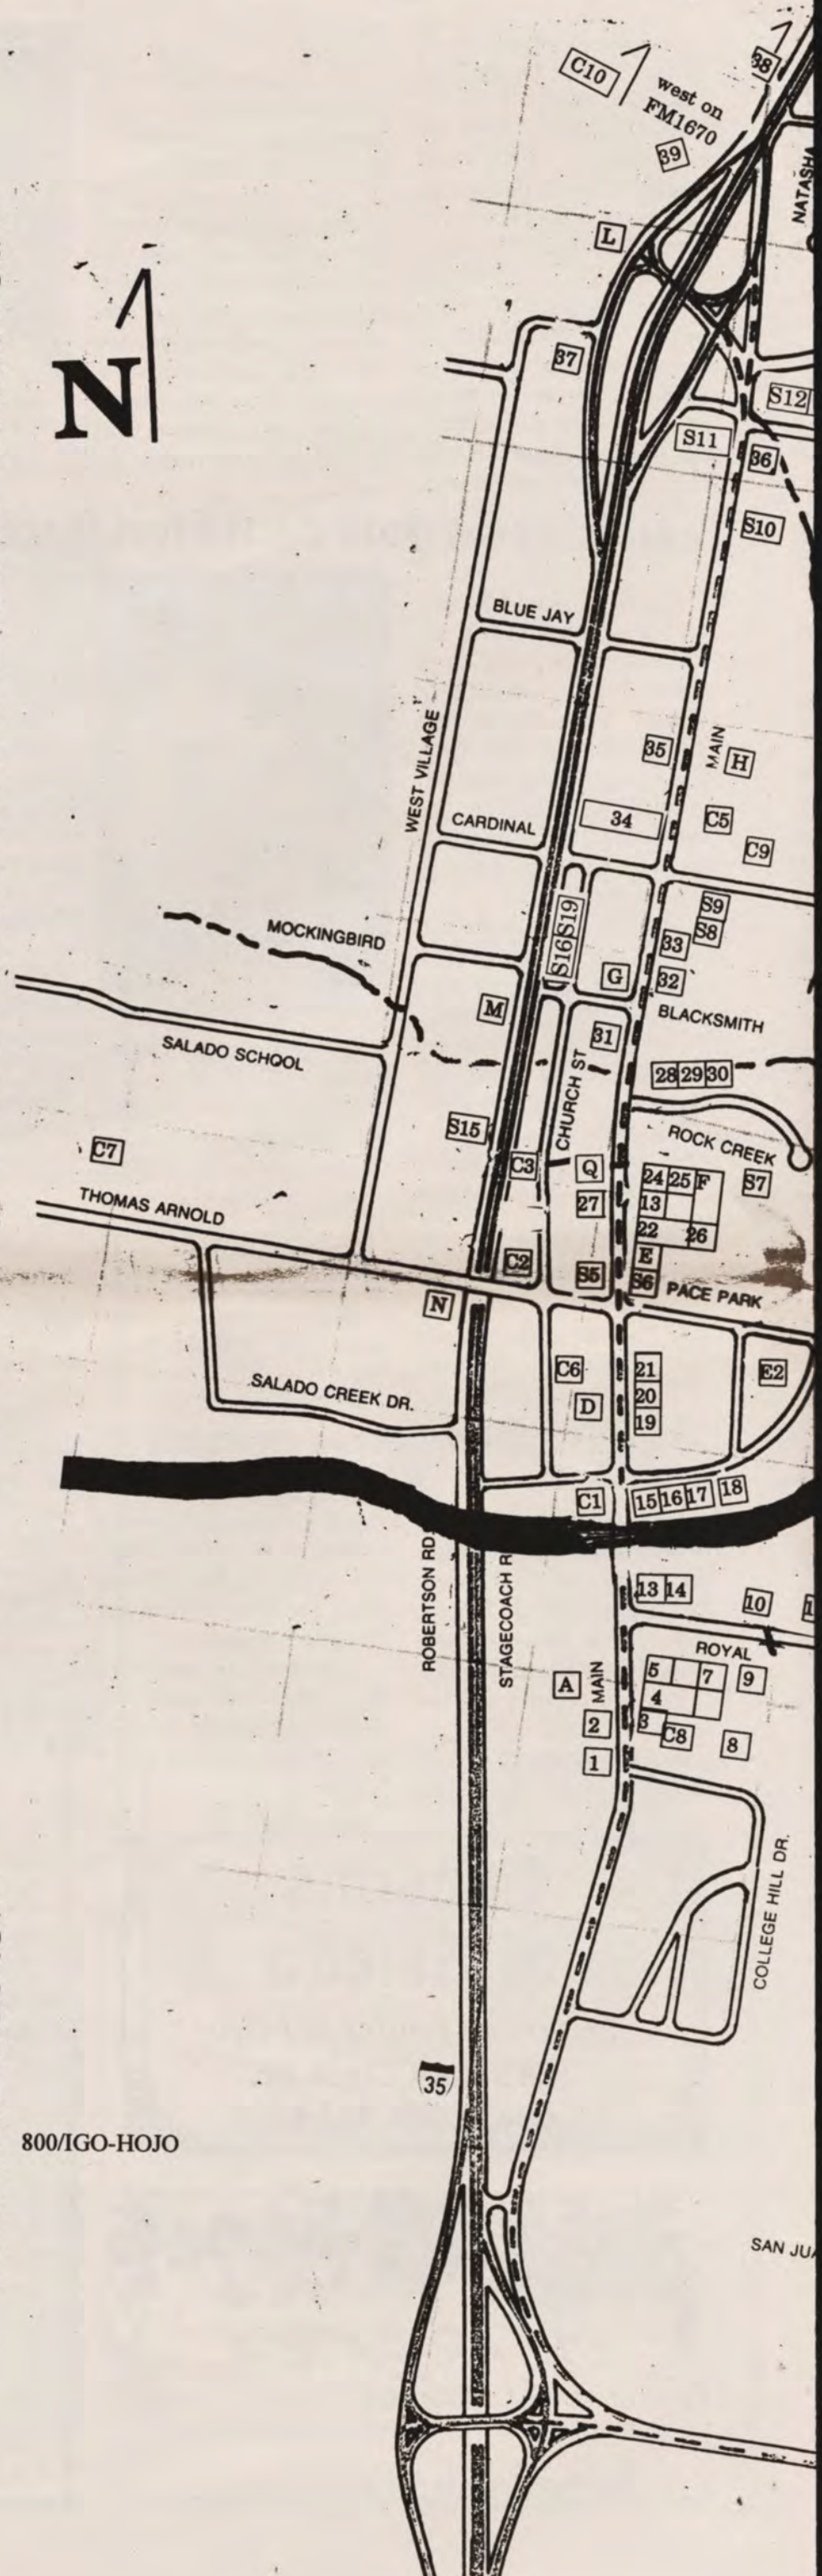 38
C10
west on
FM1670
39
NATASHA
L
N
37
S12
S11
36
S10
BLUE JAY
WEST VILLAGE
MAIN
35
H
CARDINAL
34
C5
C9
S16 S19
S9
S8
33
MOCKINGBIRD
G
32
M
BLACKSMITH
31
SALADO SCHOOL
CHURCH ST
28 29 30
S15
ROCK CREEK
C7
C3
Q
24 25 F
S7
27
13
THOMAS ARNOLD
22 26
E
C2
S5
S6
PACE PARK
N
C6
21
E2
20
SALADO CREEK DR.
D
19
C1
15 16 17 18
ROBERTSON RD.
STAGECOACH R
13 14
10
ROYAL
A
MAIN
5 7 9
4
2
3
C8
8
1
COLLEGE HILL DR.
35
800/IGO-HOJO
SAN JUA